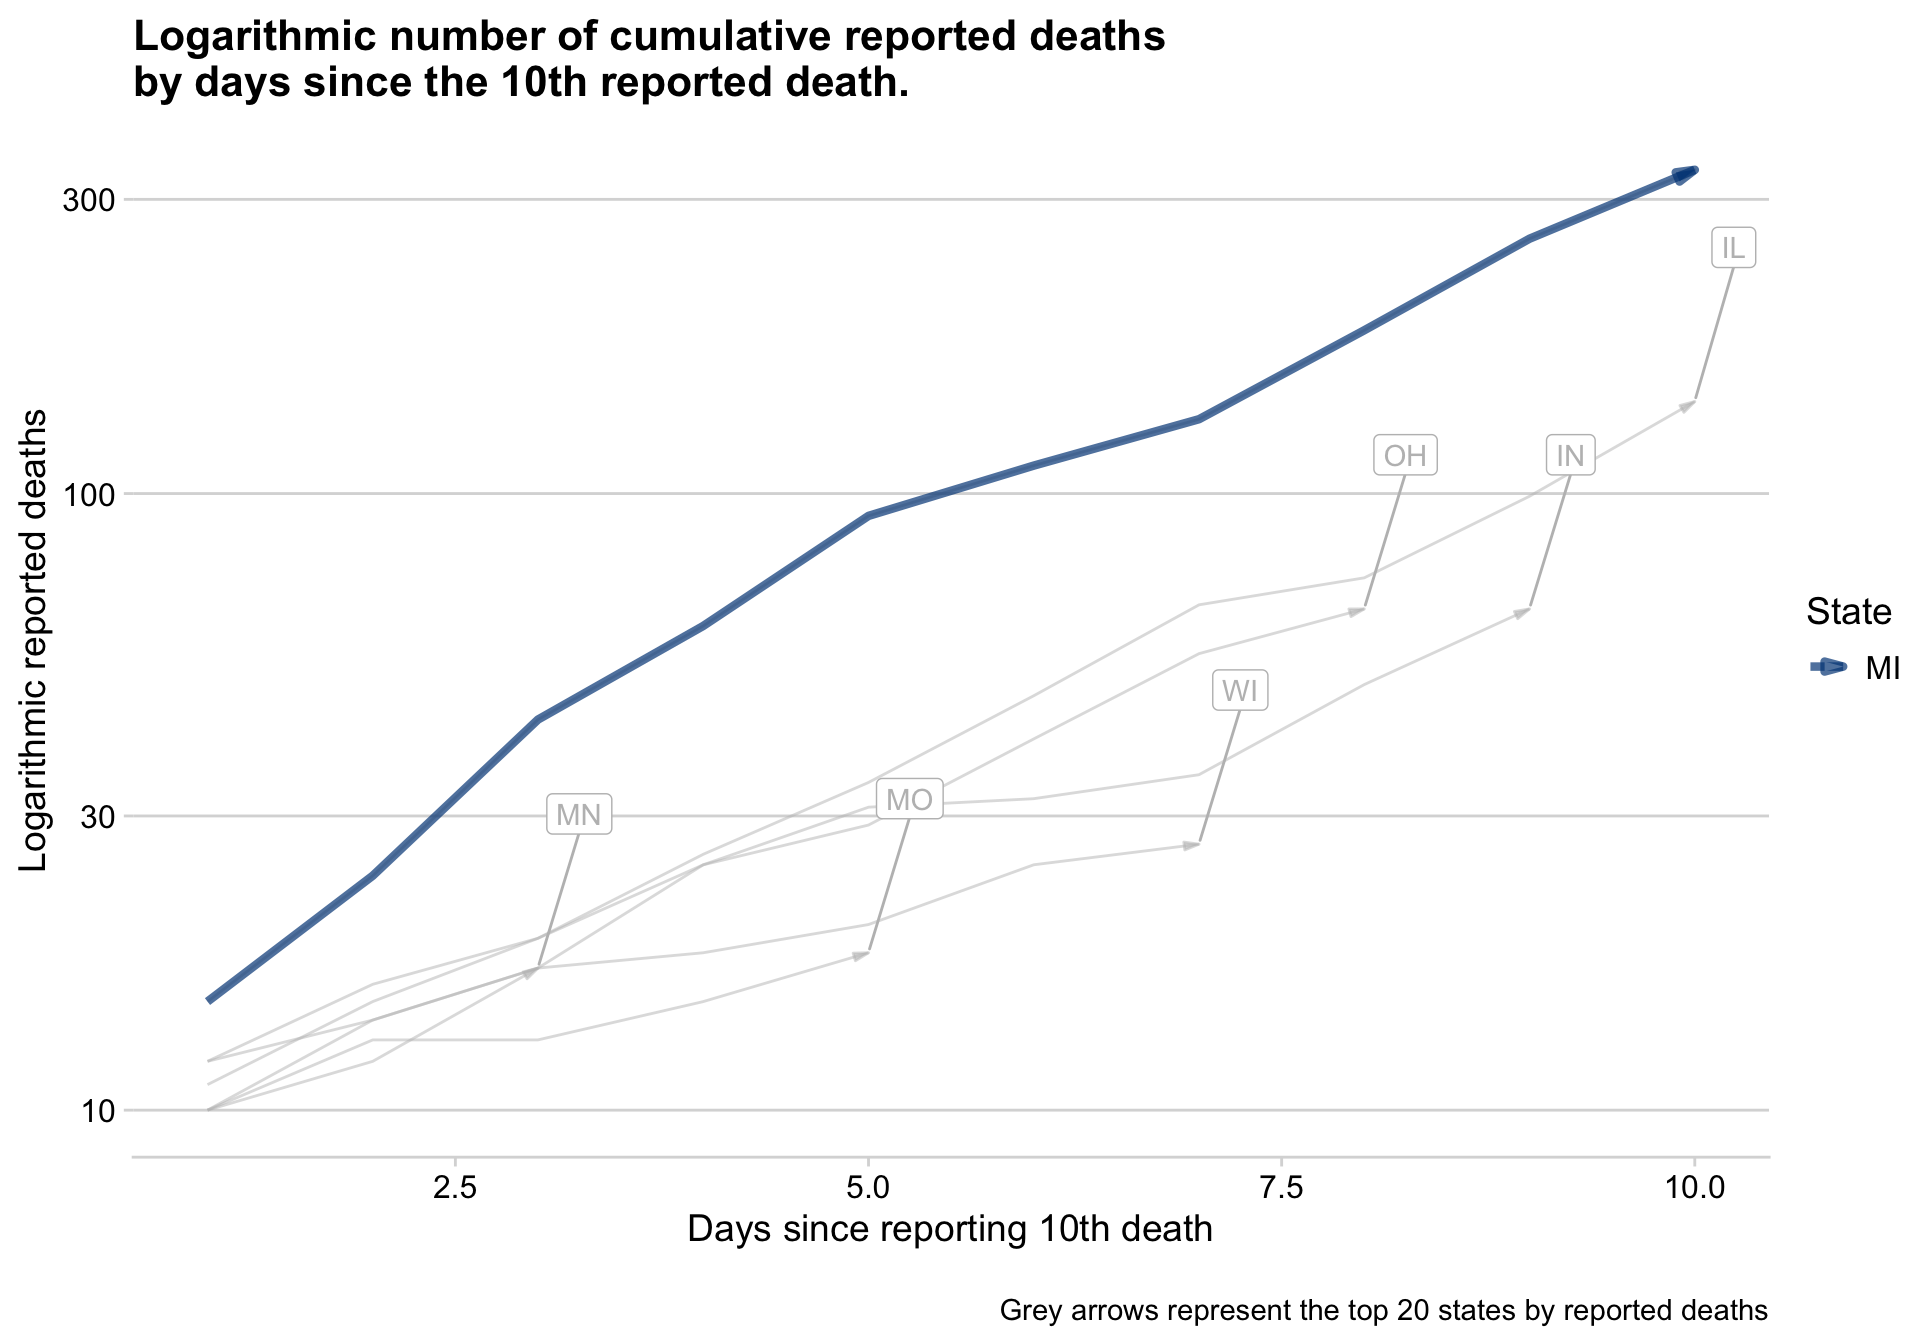 Logarithmic number of cumulative reported deaths
by days since the 10th reported death.
Logarithmic reported deaths
300
100
30
10
IL
OH
IN
WI
MO
MN
State
MI
2.5
5.0
7.5
10.0
Days since reporting 10th death
Grey arrows represent the top 20 states by reported deaths